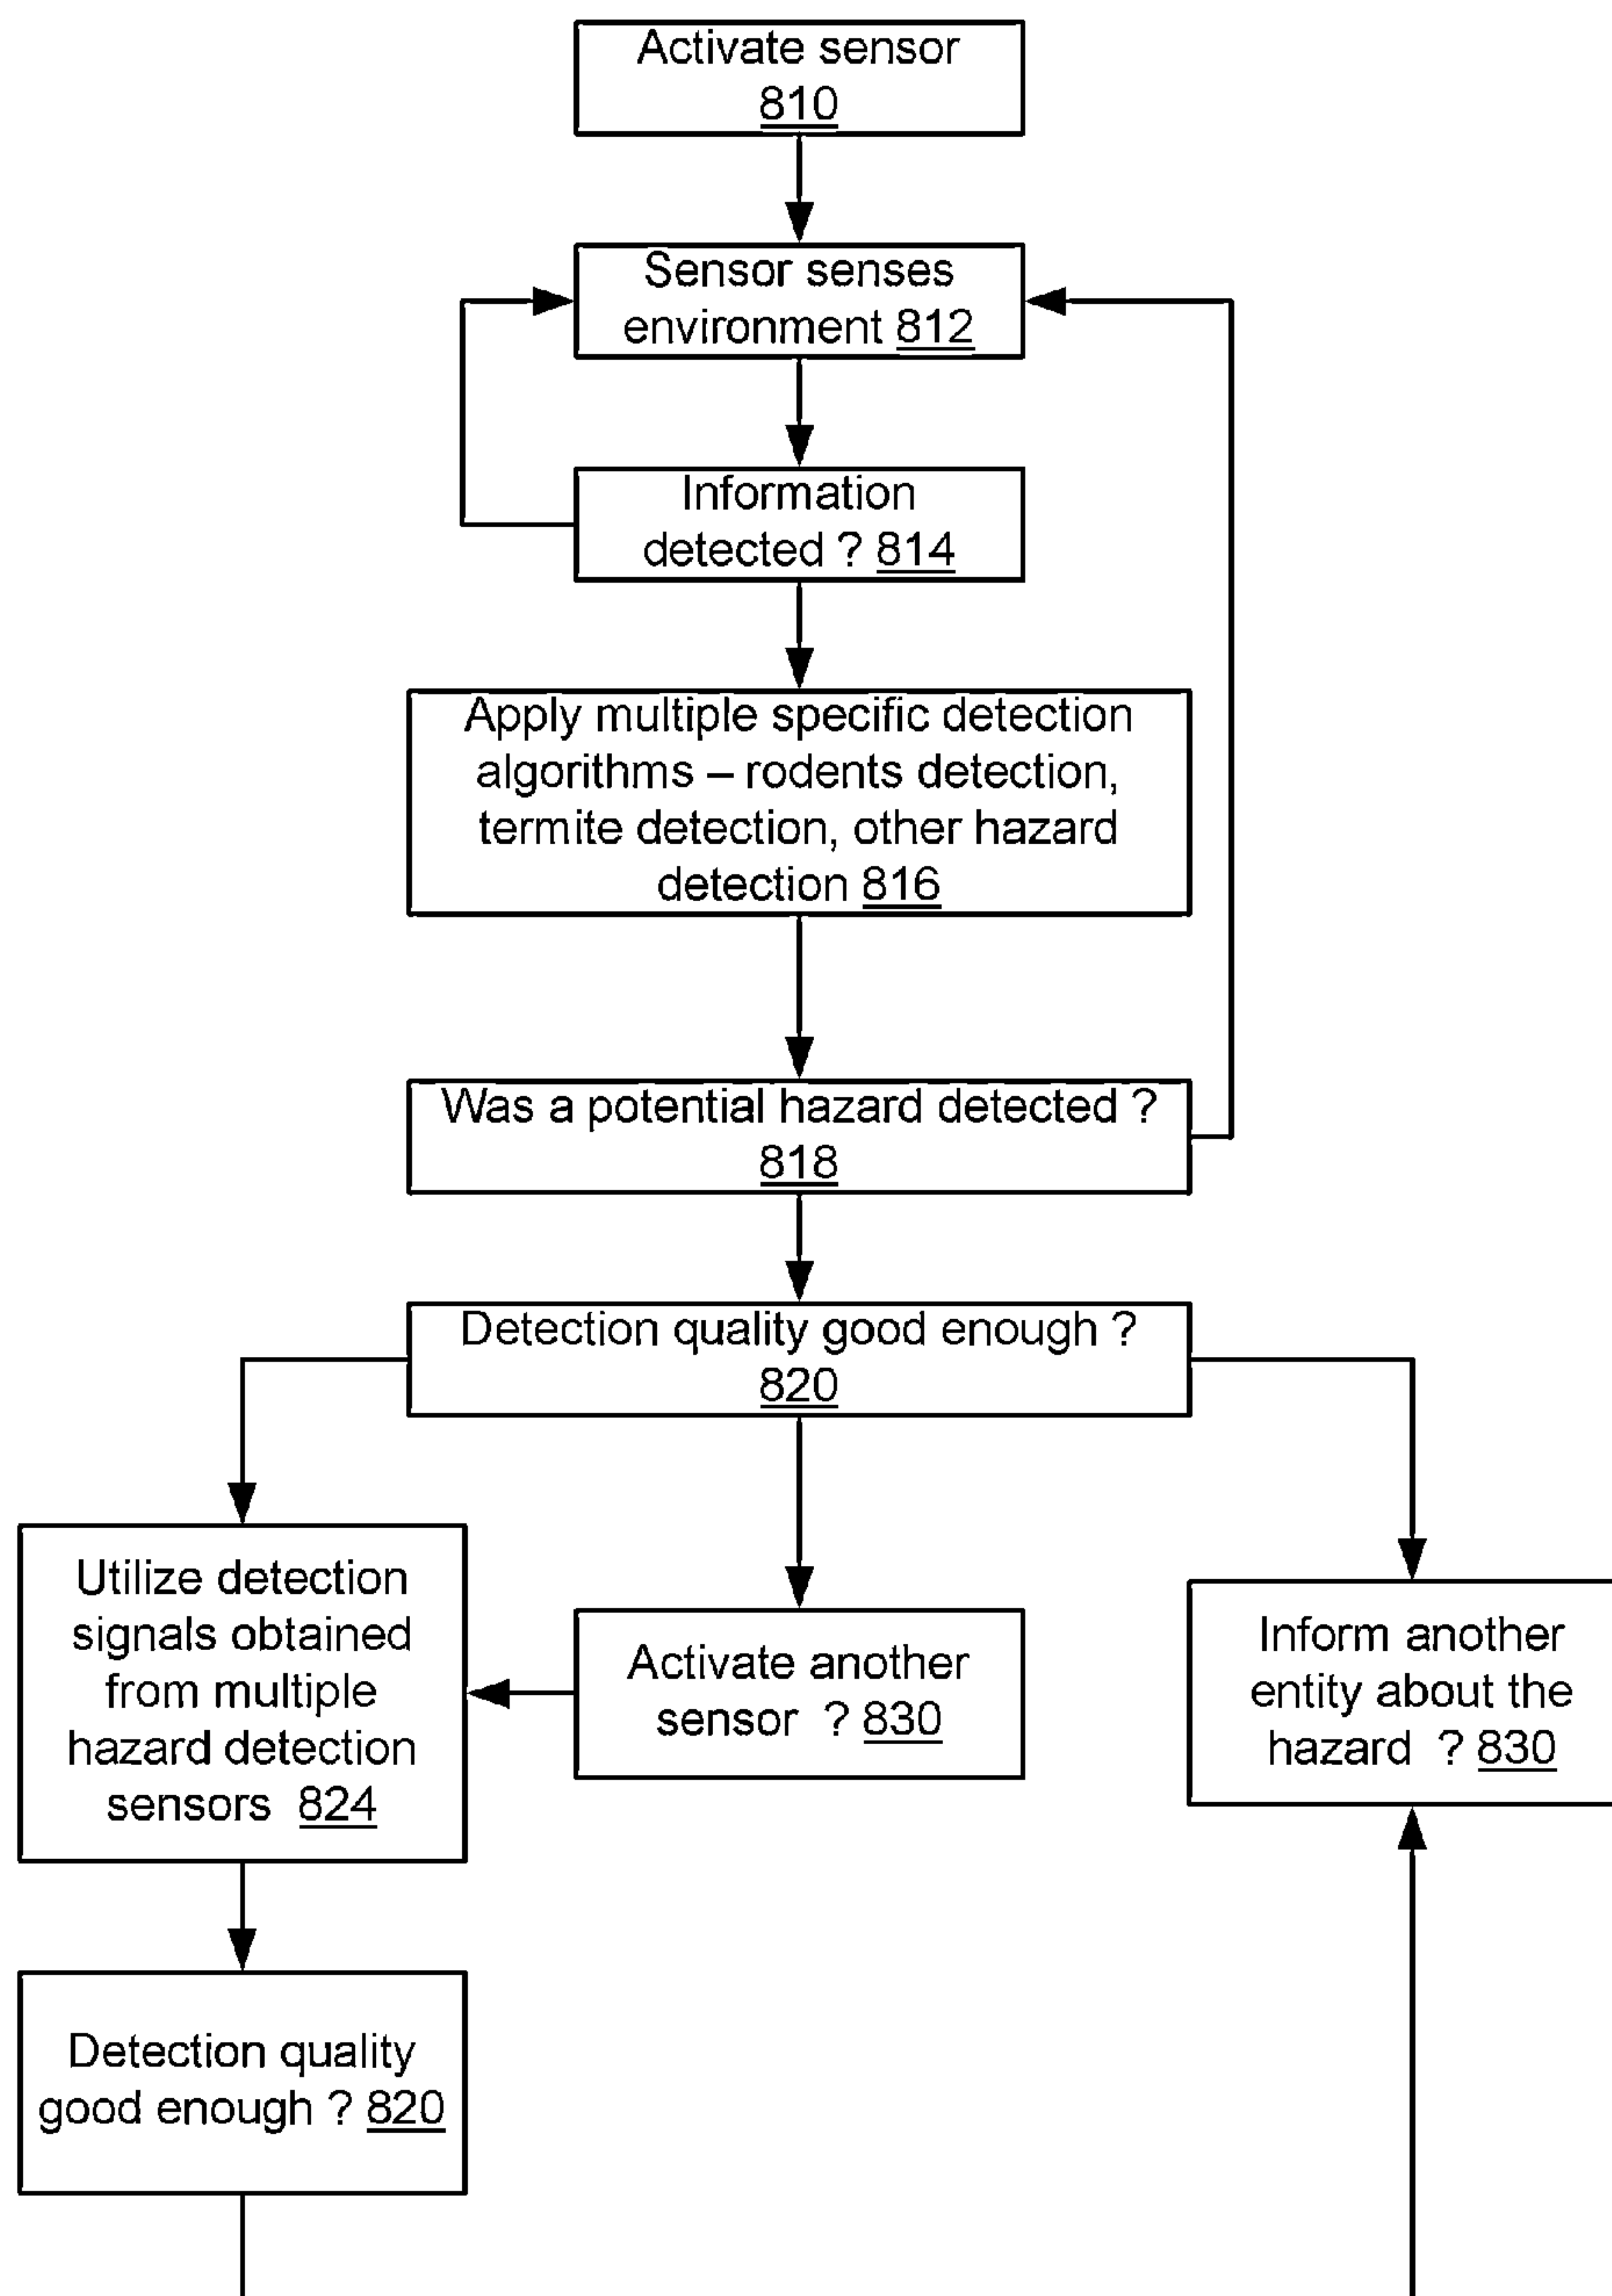 Activate sensor
810
Sensor senses
environment 812
Information
detected ? 814
Apply multiple specific detection
algorithms – rodents detection,
termite detection, other hazard
detection 816
Was a potential hazard detected ?
818
Detection quality good enough ?
820
Utilize detection
signals obtained
from multiple
hazard detection
sensors 824
Activate another
sensor ? 830
Inform another
entity about the
hazard ? 830
Detection quality
good enough ? 820